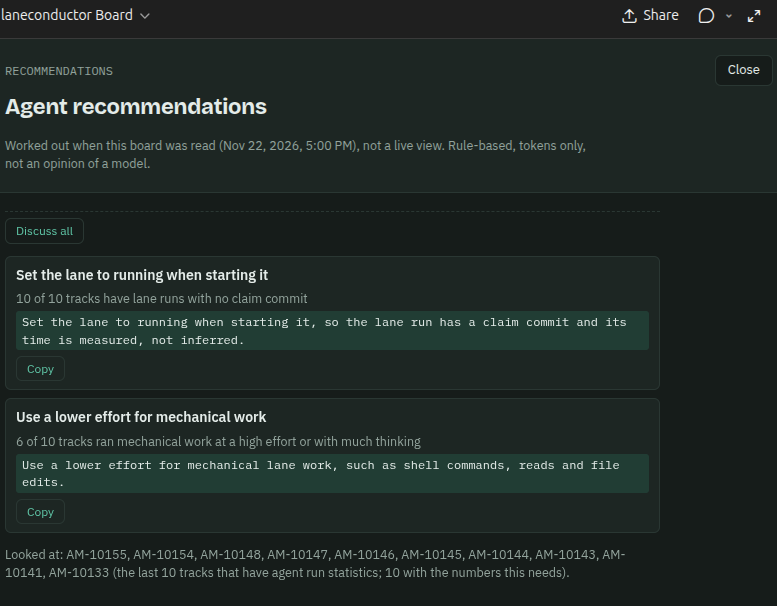 laneconductor Board
Share
RECOMMENDATIONS
Close
Agent recommendations
Worked out when this board was read (Nov 22, 2026, 5:00 PM), not a live view. Rule-based, tokens only,
not an opinion of a model.
Discuss all
Set the lane to running when starting it
10 of 10 tracks have lane runs with no claim commit
Set the lane to running when starting it, so the lane run has a claim commit and its
time is measured, not inferred.
Copy
Use a lower effort for mechanical work
6 of 10 tracks ran mechanical work at a high effort or with much thinking
Use a lower effort for mechanical lane work, such as shell commands, reads and file
edits.
Copy
Looked at: AM-10155, AM-10154, AM-10148, AM-10147, AM-10146, AM-10145, AM-10144, AM-10143, AM-
10141, AM-10133 (the last 10 tracks that have agent run statistics; 10 with the numbers this needs).